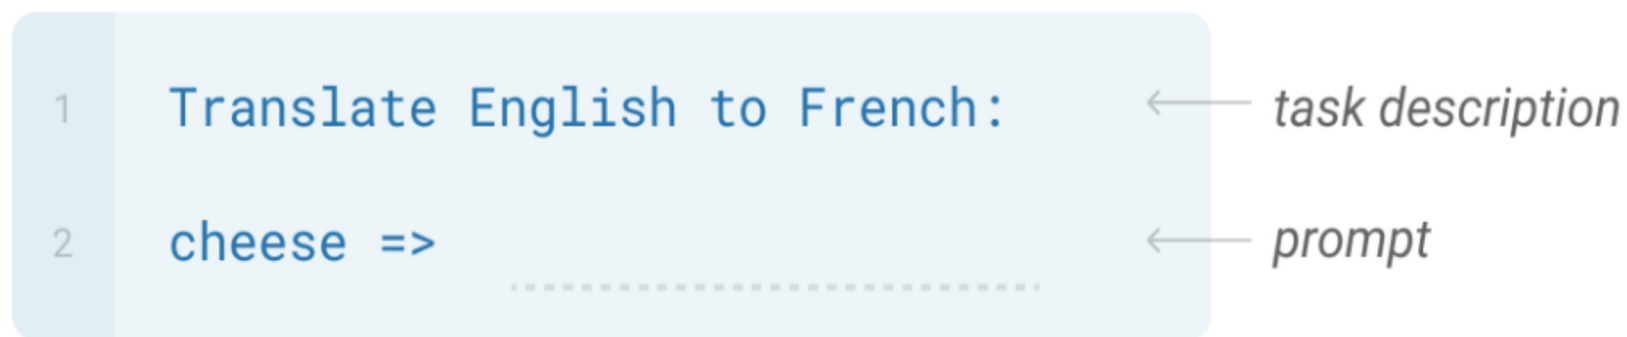 1 Translate English to French: task description
2 cheese => prompt